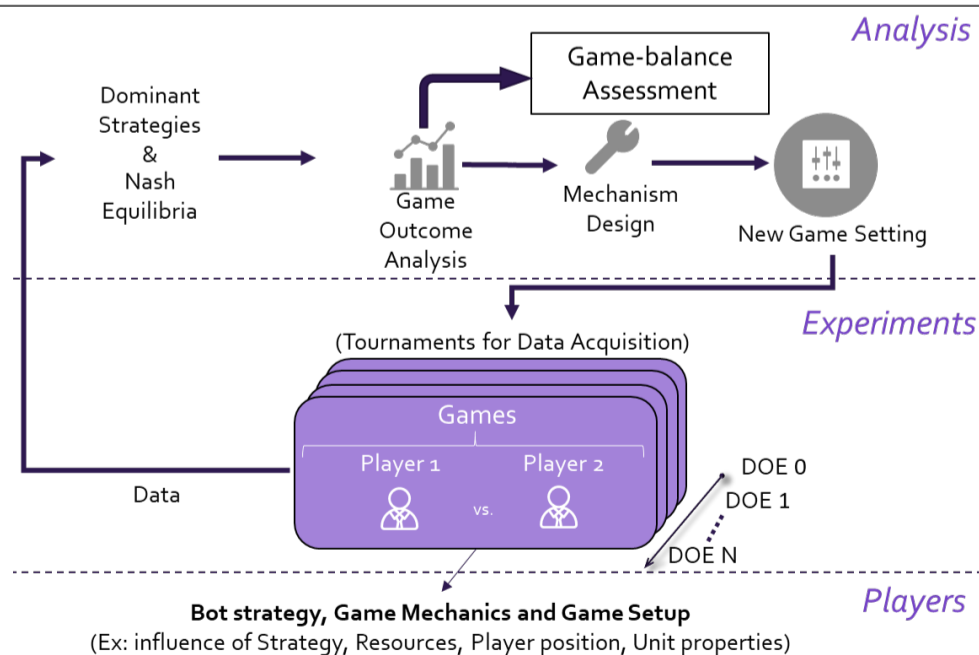 Analysis
Game-balance
Assessment
Dominant
Strategies
&
Nash
Equilibria
Game
Outcome
Analysis
Mechanism
Design
New Game Setting
Experiments
(Tournaments for Data Acquisition)
Games
Player 1
Player 2
vs.
Data
DOE 0
DOE 1
DOE N
Players
Bot strategy, Game Mechanics and Game Setup
(Ex: influence of Strategy, Resources, Player position, Unit properties)